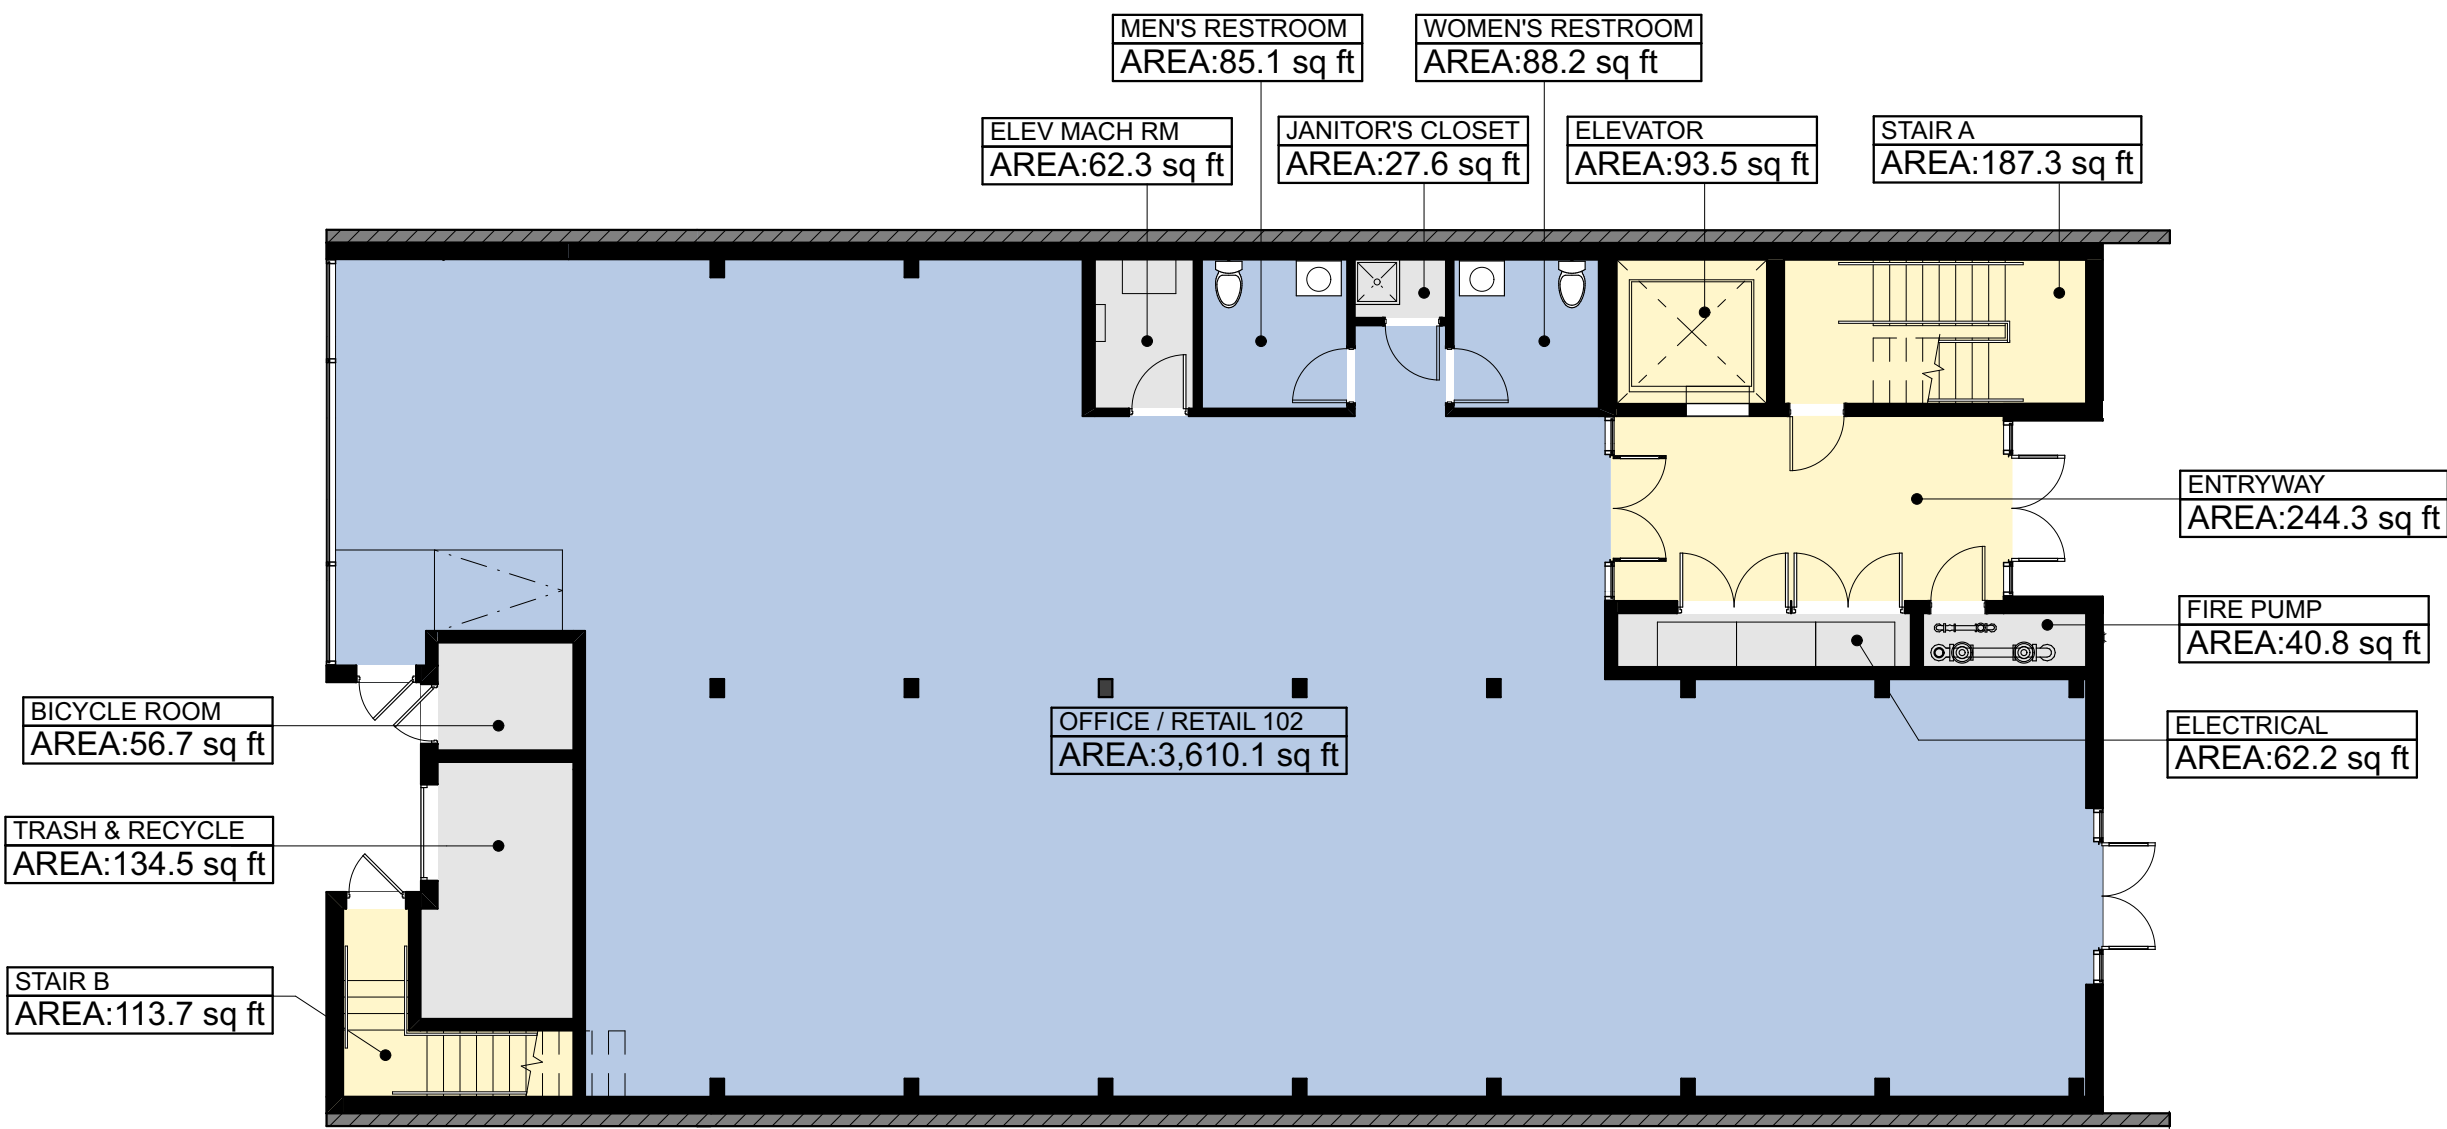 MEN'S RESTROOM
AREA:85.1 sq ft
WOMEN'S RESTROOM
AREA:88.2 sq ft
ELEV MACH RM
AREA:62.3 sq ft
JANITOR'S CLOSET
AREA:27.6 sq ft
ELEVATOR
AREA:93.5 sq ft
STAIR A
AREA:187.3 sq ft
ENTRYWAY
AREA:244.3 sq ft
FIRE PUMP
AREA:40.8 sq ft
BICYCLE ROOM
AREA:56.7 sq ft
OFFICE / RETAIL 102
AREA:3,610.1 sq ft
ELECTRICAL
AREA:62.2 sq ft
TRASH & RECYCLE
AREA:134.5 sq ft
STAIR B
AREA:113.7 sq ft